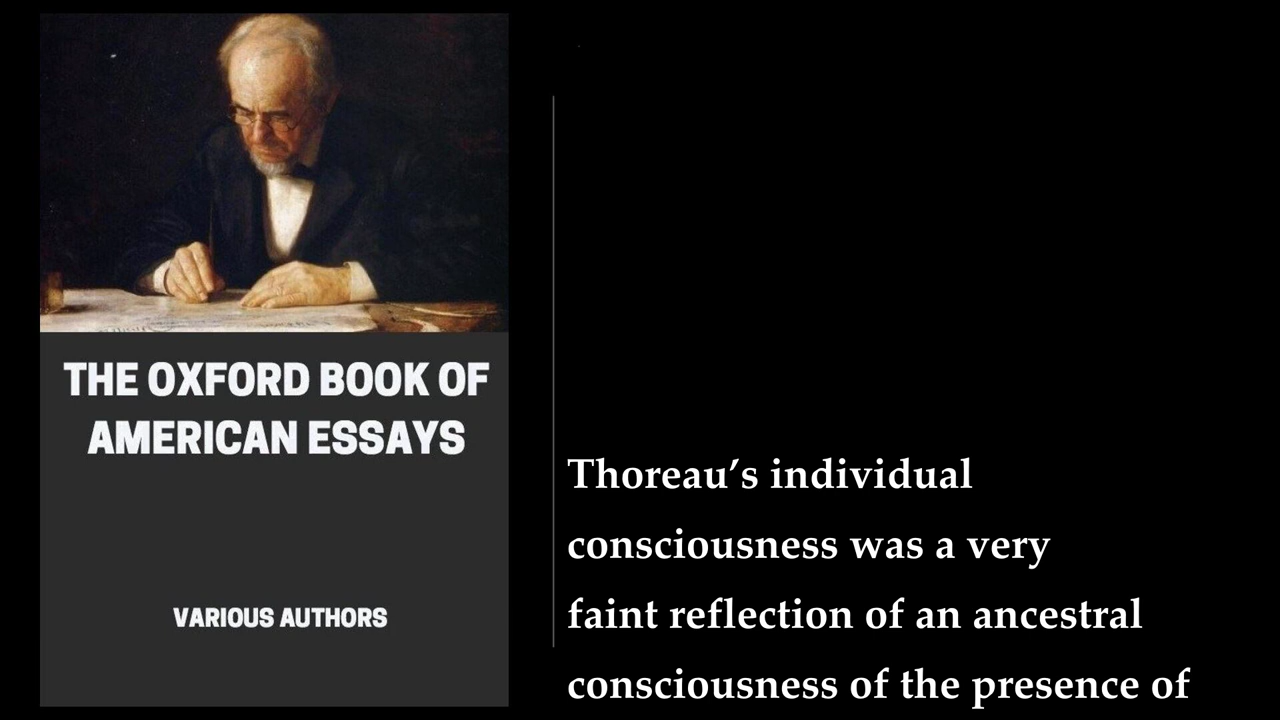 THE OXFORD BOOK OF
AMERICAN ESSAYS
VARIOUS AUTHORS
Thoreau’s individual
consciousness was a very
faint reflection of an ancestral
consciousness of the presence of